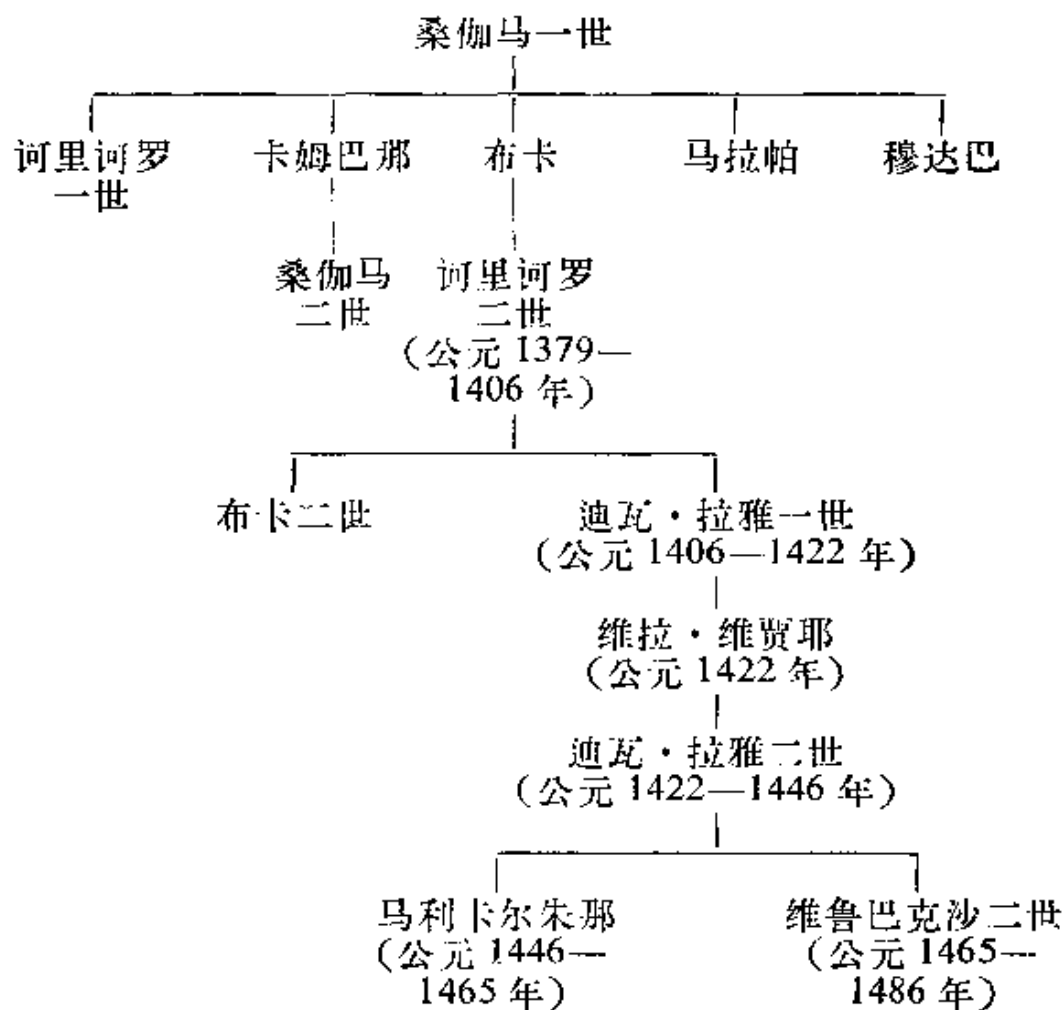 桑伽马一世
诃里诃罗 卡姆巴那 布卡 马拉帕 穆达巴
一世
桑伽马 诃里诃罗
二世 二世
(公元 1379—
1406 年)
布卡二世 迪瓦·拉雅一世
(公元 1406—1422 年)
维拉·维贾耶
(公元 1422 年)
迪瓦·拉雅二世
(公元 1422—1446 年)
马利卡尔朱那 维鲁巴克沙二世
(公元 1446— (公元 1465—
1465 年) 1486 年)